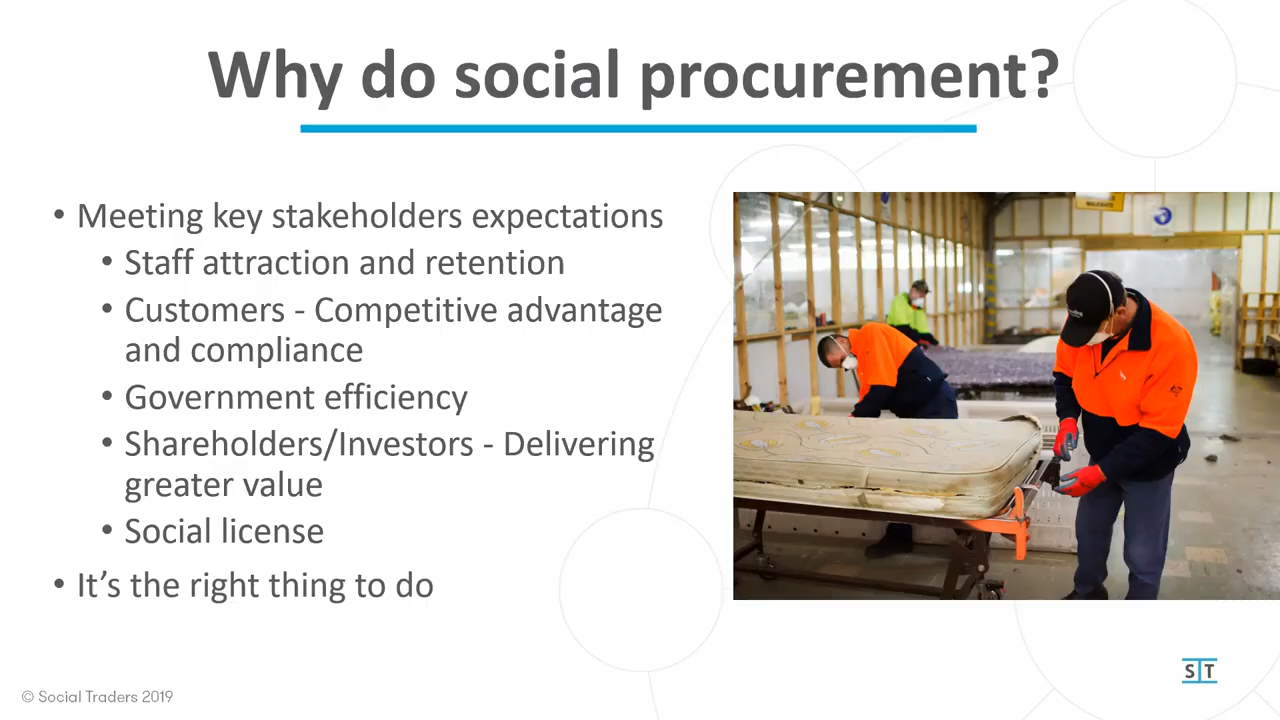 Why do social procurement?
• Meeting key stakeholders expectations
• Staff attraction and retention
• Customers - Competitive advantage
and compliance
• Government efficiency
• Shareholders/Investors - Delivering
greater value
• Social license
• It’s the right thing to do
© Social Traders 2019
ST